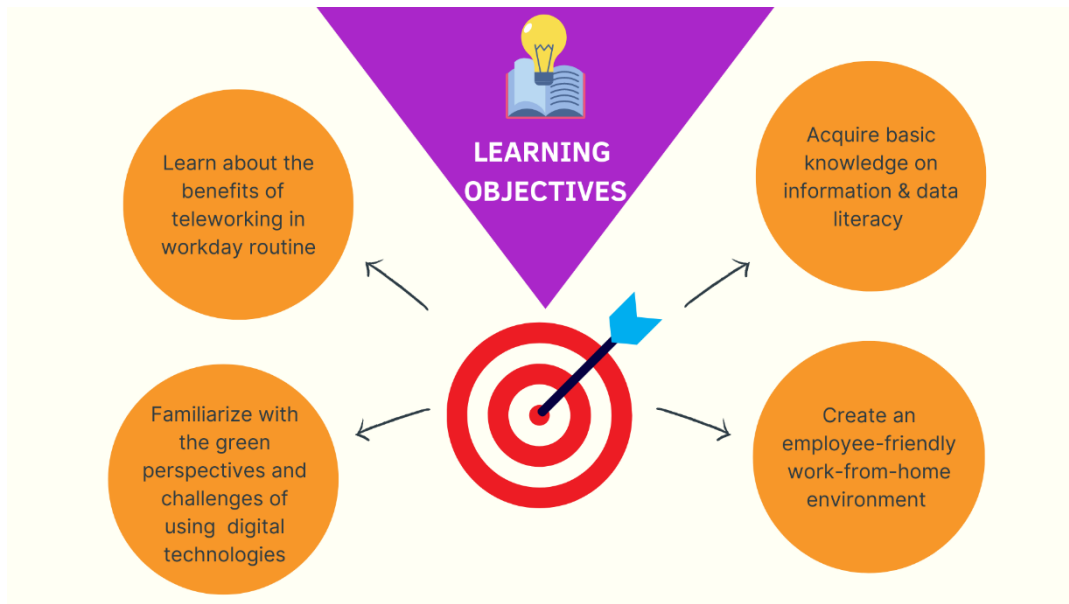 LEARNING
OBJECTIVES
Learn about the
benefits of
teleworking in
workday routine
Acquire basic
knowledge on
information & data
literacy
Familiarize with
the green
perspectives and
challenges of
using digital
technologies
Create an
employee-friendly
work-from-home
environment